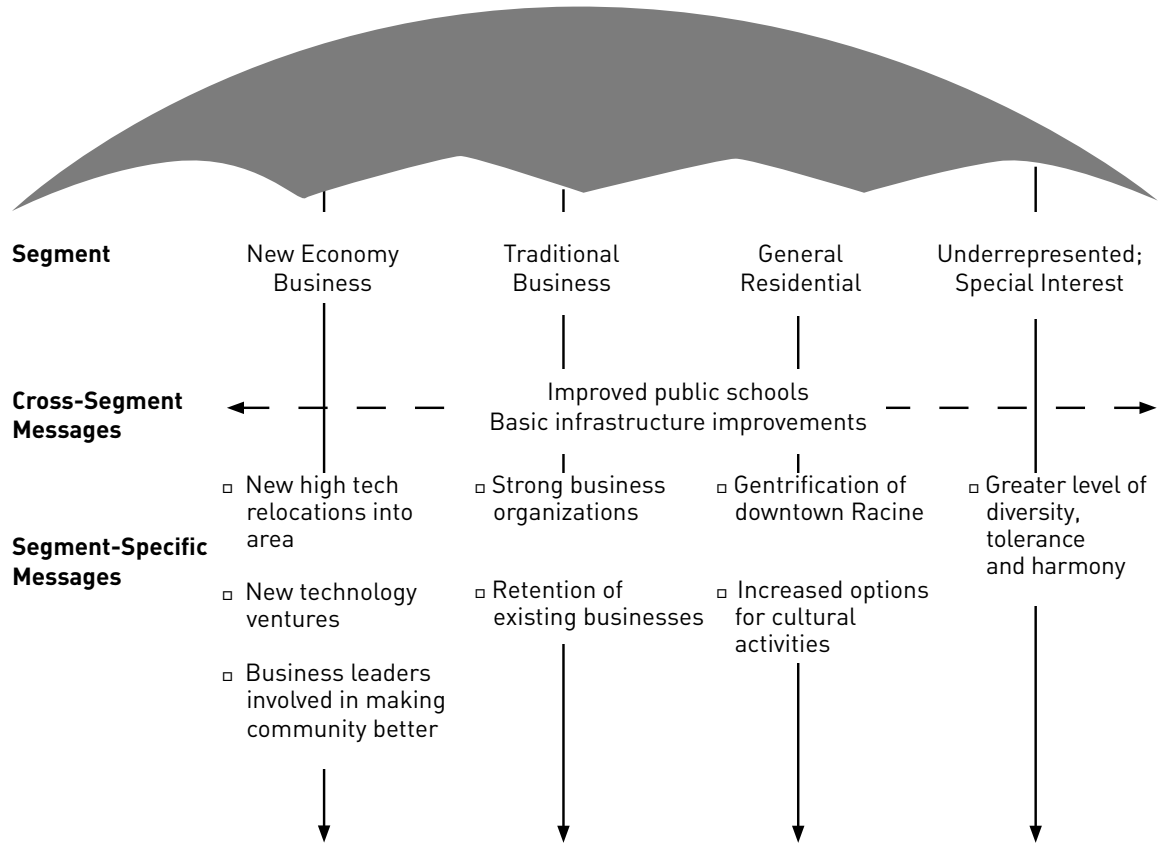 Segment
New Economy
Business
Traditional
Business
General
Residential
Underrepresented;
Special Interest
Cross-Segment
Messages
Improved public schools
Basic infrastructure improvements
Segment-Specific
Messages
New high tech
relocations into
area
New technology
ventures
Business leaders
involved in making
community better
Strong business
organizations
Retention of
existing businesses
Gentrification of
downtown Racine
Increased options
for cultural
activities
Greater level of
diversity,
tolerance
and harmony